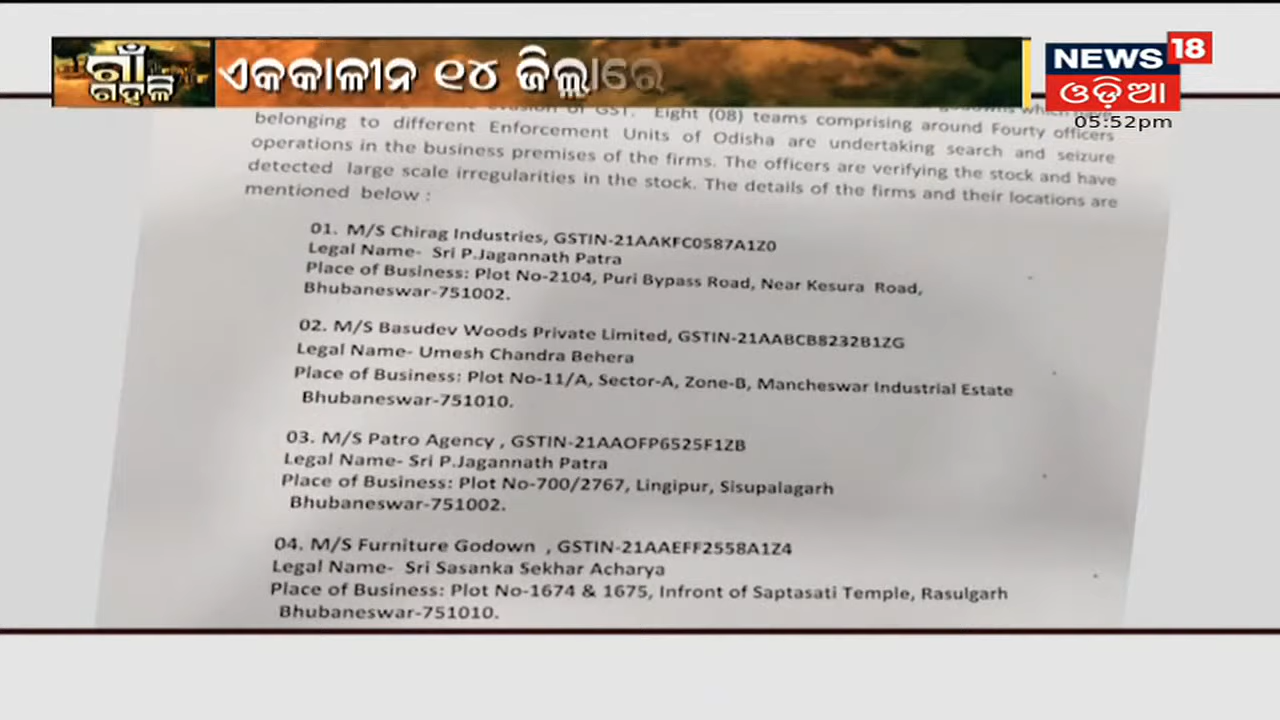 ଗାଁ
ଗହଳି
ଏକକାଳୀନ ୧୪ ଜିଲ୍ଲାରେ
NEWS 18
ଓଡ଼ିଆ
05:52pm
of GST. Eight (08) teams comprising around Fourty officers
belonging to different Enforcement Units of Odisha are undertaking search and seizure
operations in the business premises of the firms. The officers are verifying the stock and have
detected large scale irregularities in the stock. The details of the firms and their locations are
mentioned below :
01. M/S Chirag Industries, GSTIN-21AAKFC0587A1Z0
Legal Name- Sri P.Jagannath Patra
Place of Business: Plot No-2104, Puri Bypass Road, Near Kesura Road,
Bhubaneswar-751002.
02. M/S Basudev Woods Private Limited, GSTIN-21AABCB8232B1ZG
Legal Name- Umesh Chandra Behera
Place of Business: Plot No-11/A, Sector-A, Zone-B, Mancheswar Industrial Estate
Bhubaneswar-751010.
03. M/S Patro Agency , GSTIN-21AAOFP6525F1ZB
Legal Name- Sri P.Jagannath Patra
Place of Business: Plot No-700/2767, Lingipur, Sisupalagarh
Bhubaneswar-751002.
04. M/S Furniture Godown , GSTIN-21AAEFF2558A1Z4
Legal Name- Sri Sasanka Sekhar Acharya
Place of Business: Plot No-1674 & 1675, Infront of Saptasati Temple, Rasulgarh
Bhubaneswar-751010.